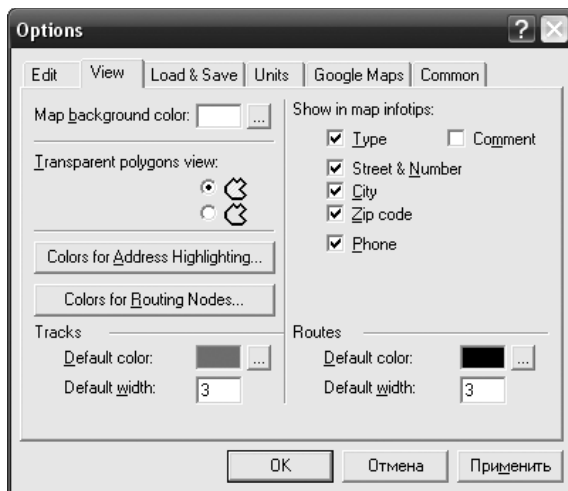 Options
Edit View Load & Save Units Google Maps Common
Map background color: ...
Transparent polygons view:
Colors for Address Highlighting...
Colors for Routing Nodes...
Show in map infotips:
Type Comment
Street & Number
City
Zip code
Phone
Tracks
Default color: ...
Default width: 3
Routes
Default color: ...
Default width: 3
OK Отмена Применить